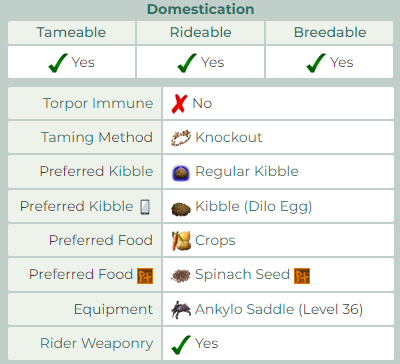 Domestication
Tameable Rideable Breedable
Yes Yes Yes
Torpor Immune No
Taming Method Knockout
Preferred Kibble Regular Kibble
Preferred Kibble Kibble (Dilo Egg)
Preferred Food Crops
Preferred Food Spinach Seed
Equipment Ankylo Saddle (Level 36)
Rider Weaponry Yes